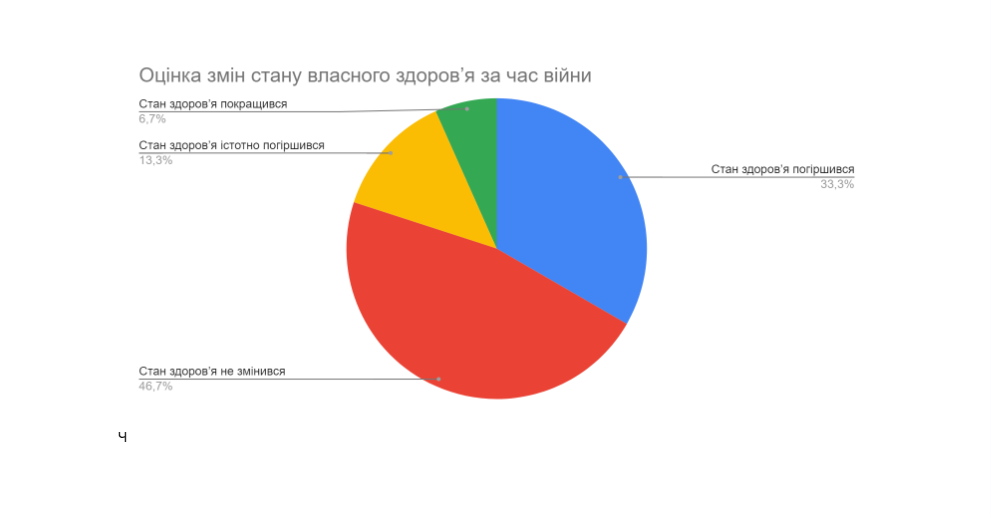 Оцінка змін стану власного здоров’я за час війни
Стан здоров’я покращився
6,7%
Стан здоров’я істотно погіршився
13,3%
Стан здоров’я погіршився
33,3%
Стан здоров’я не змінився
46,7%
Ч